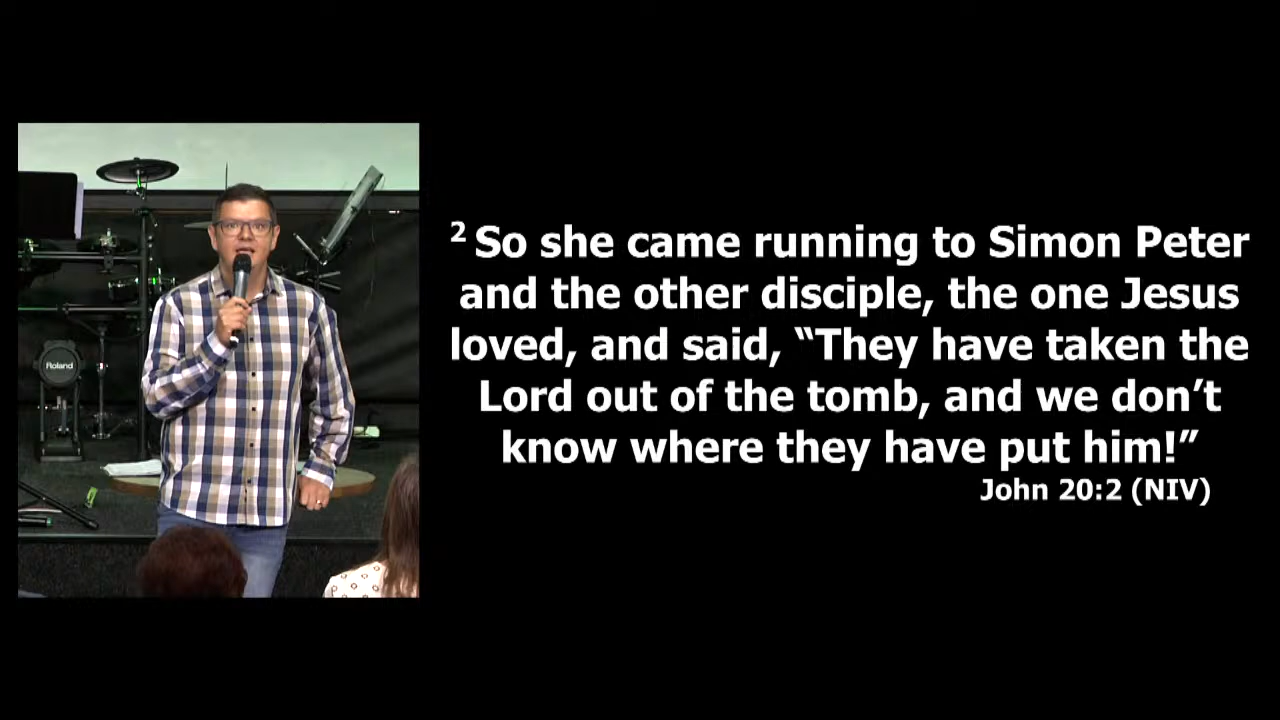 Roland
² So she came running to Simon Peter
and the other disciple, the one Jesus
loved, and said, “They have taken the
Lord out of the tomb, and we don’t
know where they have put him!”
John 20:2 (NIV)